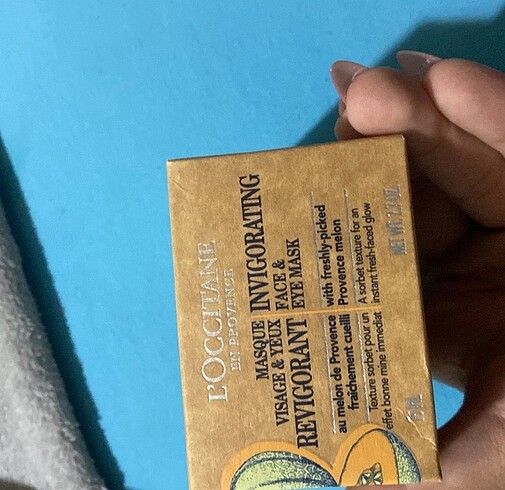 L'OCCITANE
EN PROVENCE
MASQUE
VISAGE & YEUX
REVIGORANT
INVIGORATING
FACE &
EYE MASK
au melon de Provence
fraîchement cueilli
with freshly-picked
Provence melon
Texture sorbet pour un
effet bonne mine immédiat
A sorbet texture for an
instant fresh-faced glow
NET WT.